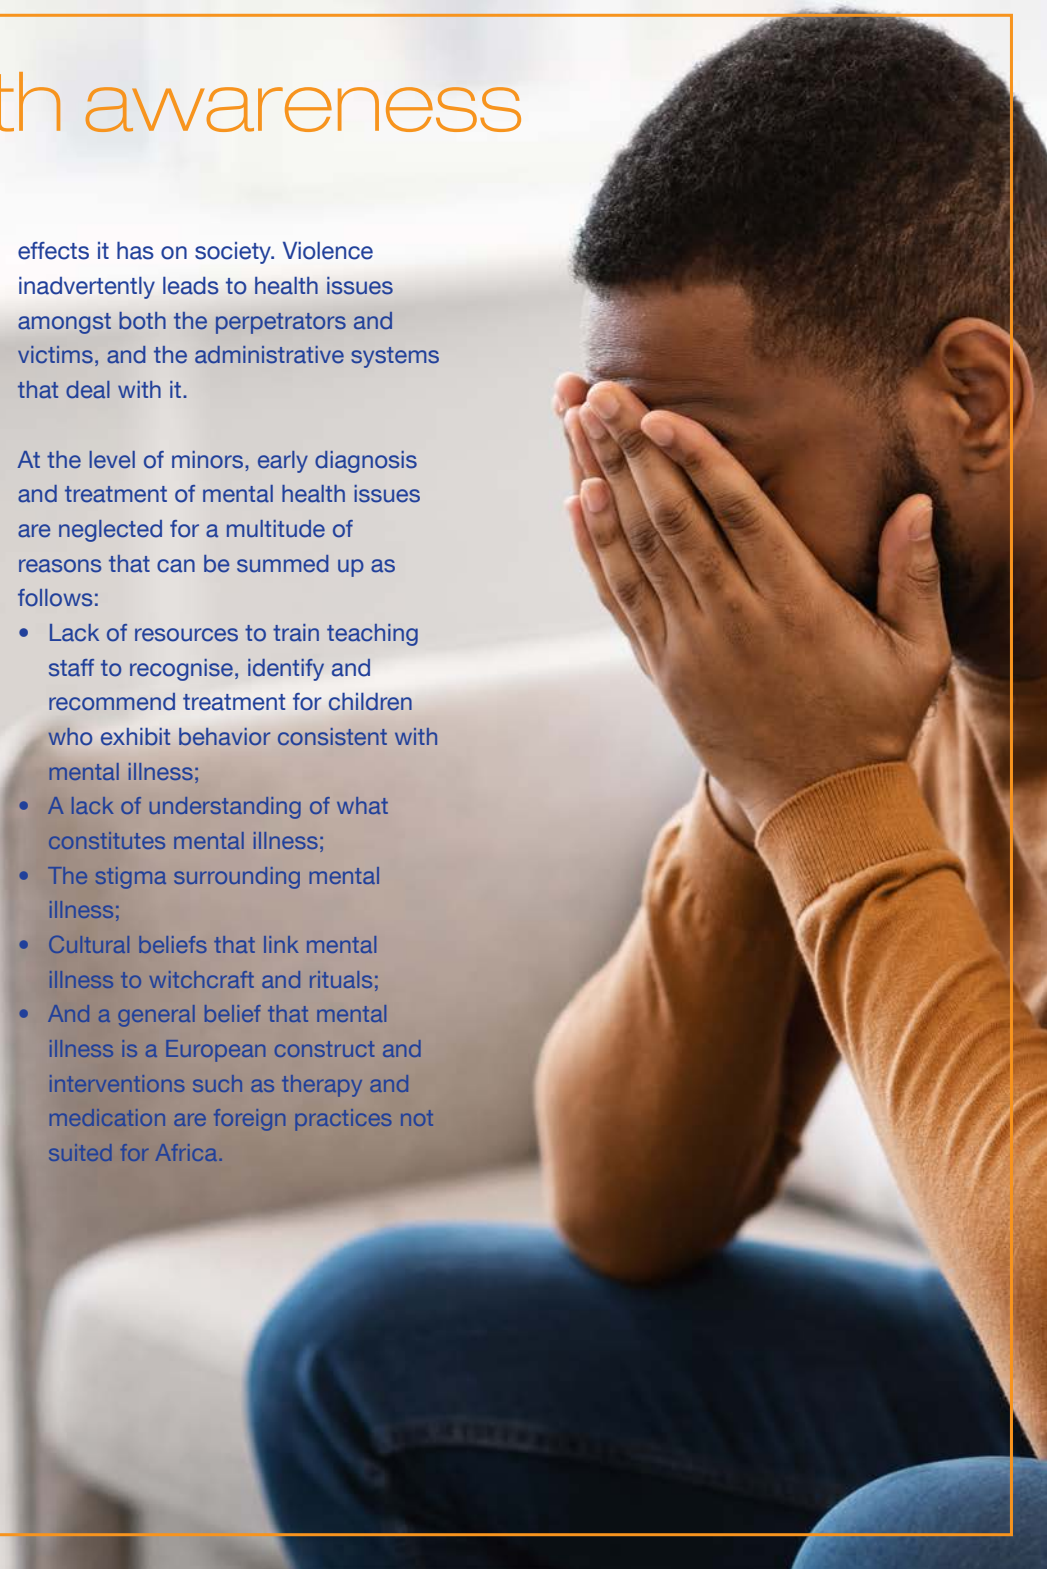 th awareness
effects it has on society. Violence
inadvertently leads to health issues
amongst both the perpetrators and
victims, and the administrative systems
that deal with it.
At the level of minors, early diagnosis
and treatment of mental health issues
are neglected for a multitude of
reasons that can be summed up as
follows:
• Lack of resources to train teaching
staff to recognise, identify and
recommend treatment for children
who exhibit behavior consistent with
mental illness;
• A lack of understanding of what
constitutes mental illness;
• The stigma surrounding mental
illness;
• Cultural beliefs that link mental
illness to witchcraft and rituals;
• And a general belief that mental
illness is a European construct and
interventions such as therapy and
medication are foreign practices not
suited for Africa.